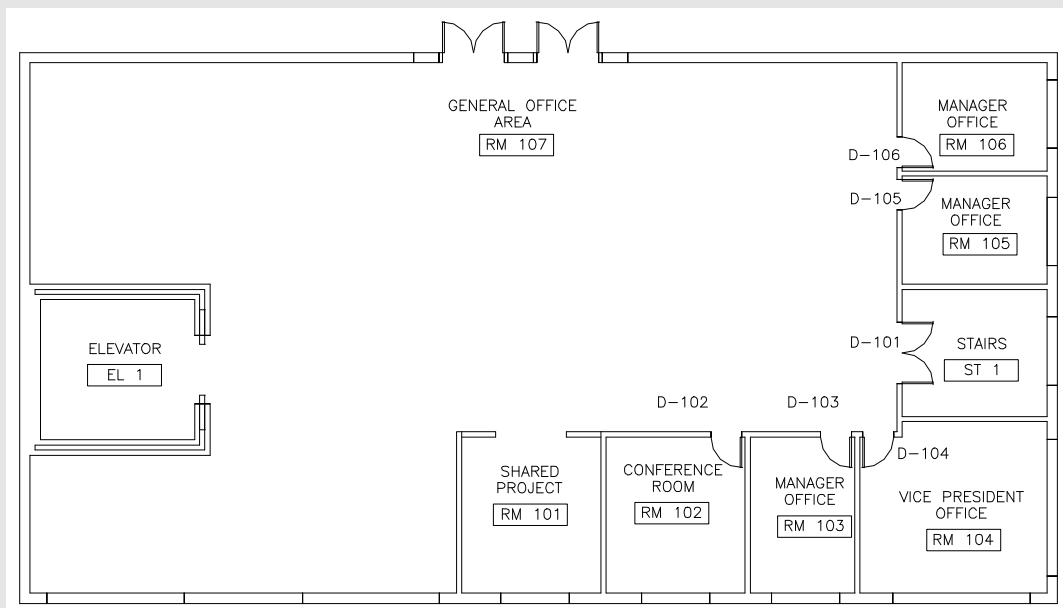 GENERAL OFFICE
AREA
RM 107
MANAGER
OFFICE
RM 106
D-106
D-105
MANAGER
OFFICE
RM 105
ELEVATOR
EL 1
D-101
STAIRS
ST 1
D-102
D-103
D-104
SHARED
PROJECT
RM 101
CONFERENCE
ROOM
RM 102
MANAGER
OFFICE
RM 103
VICE PRESIDENT
OFFICE
RM 104